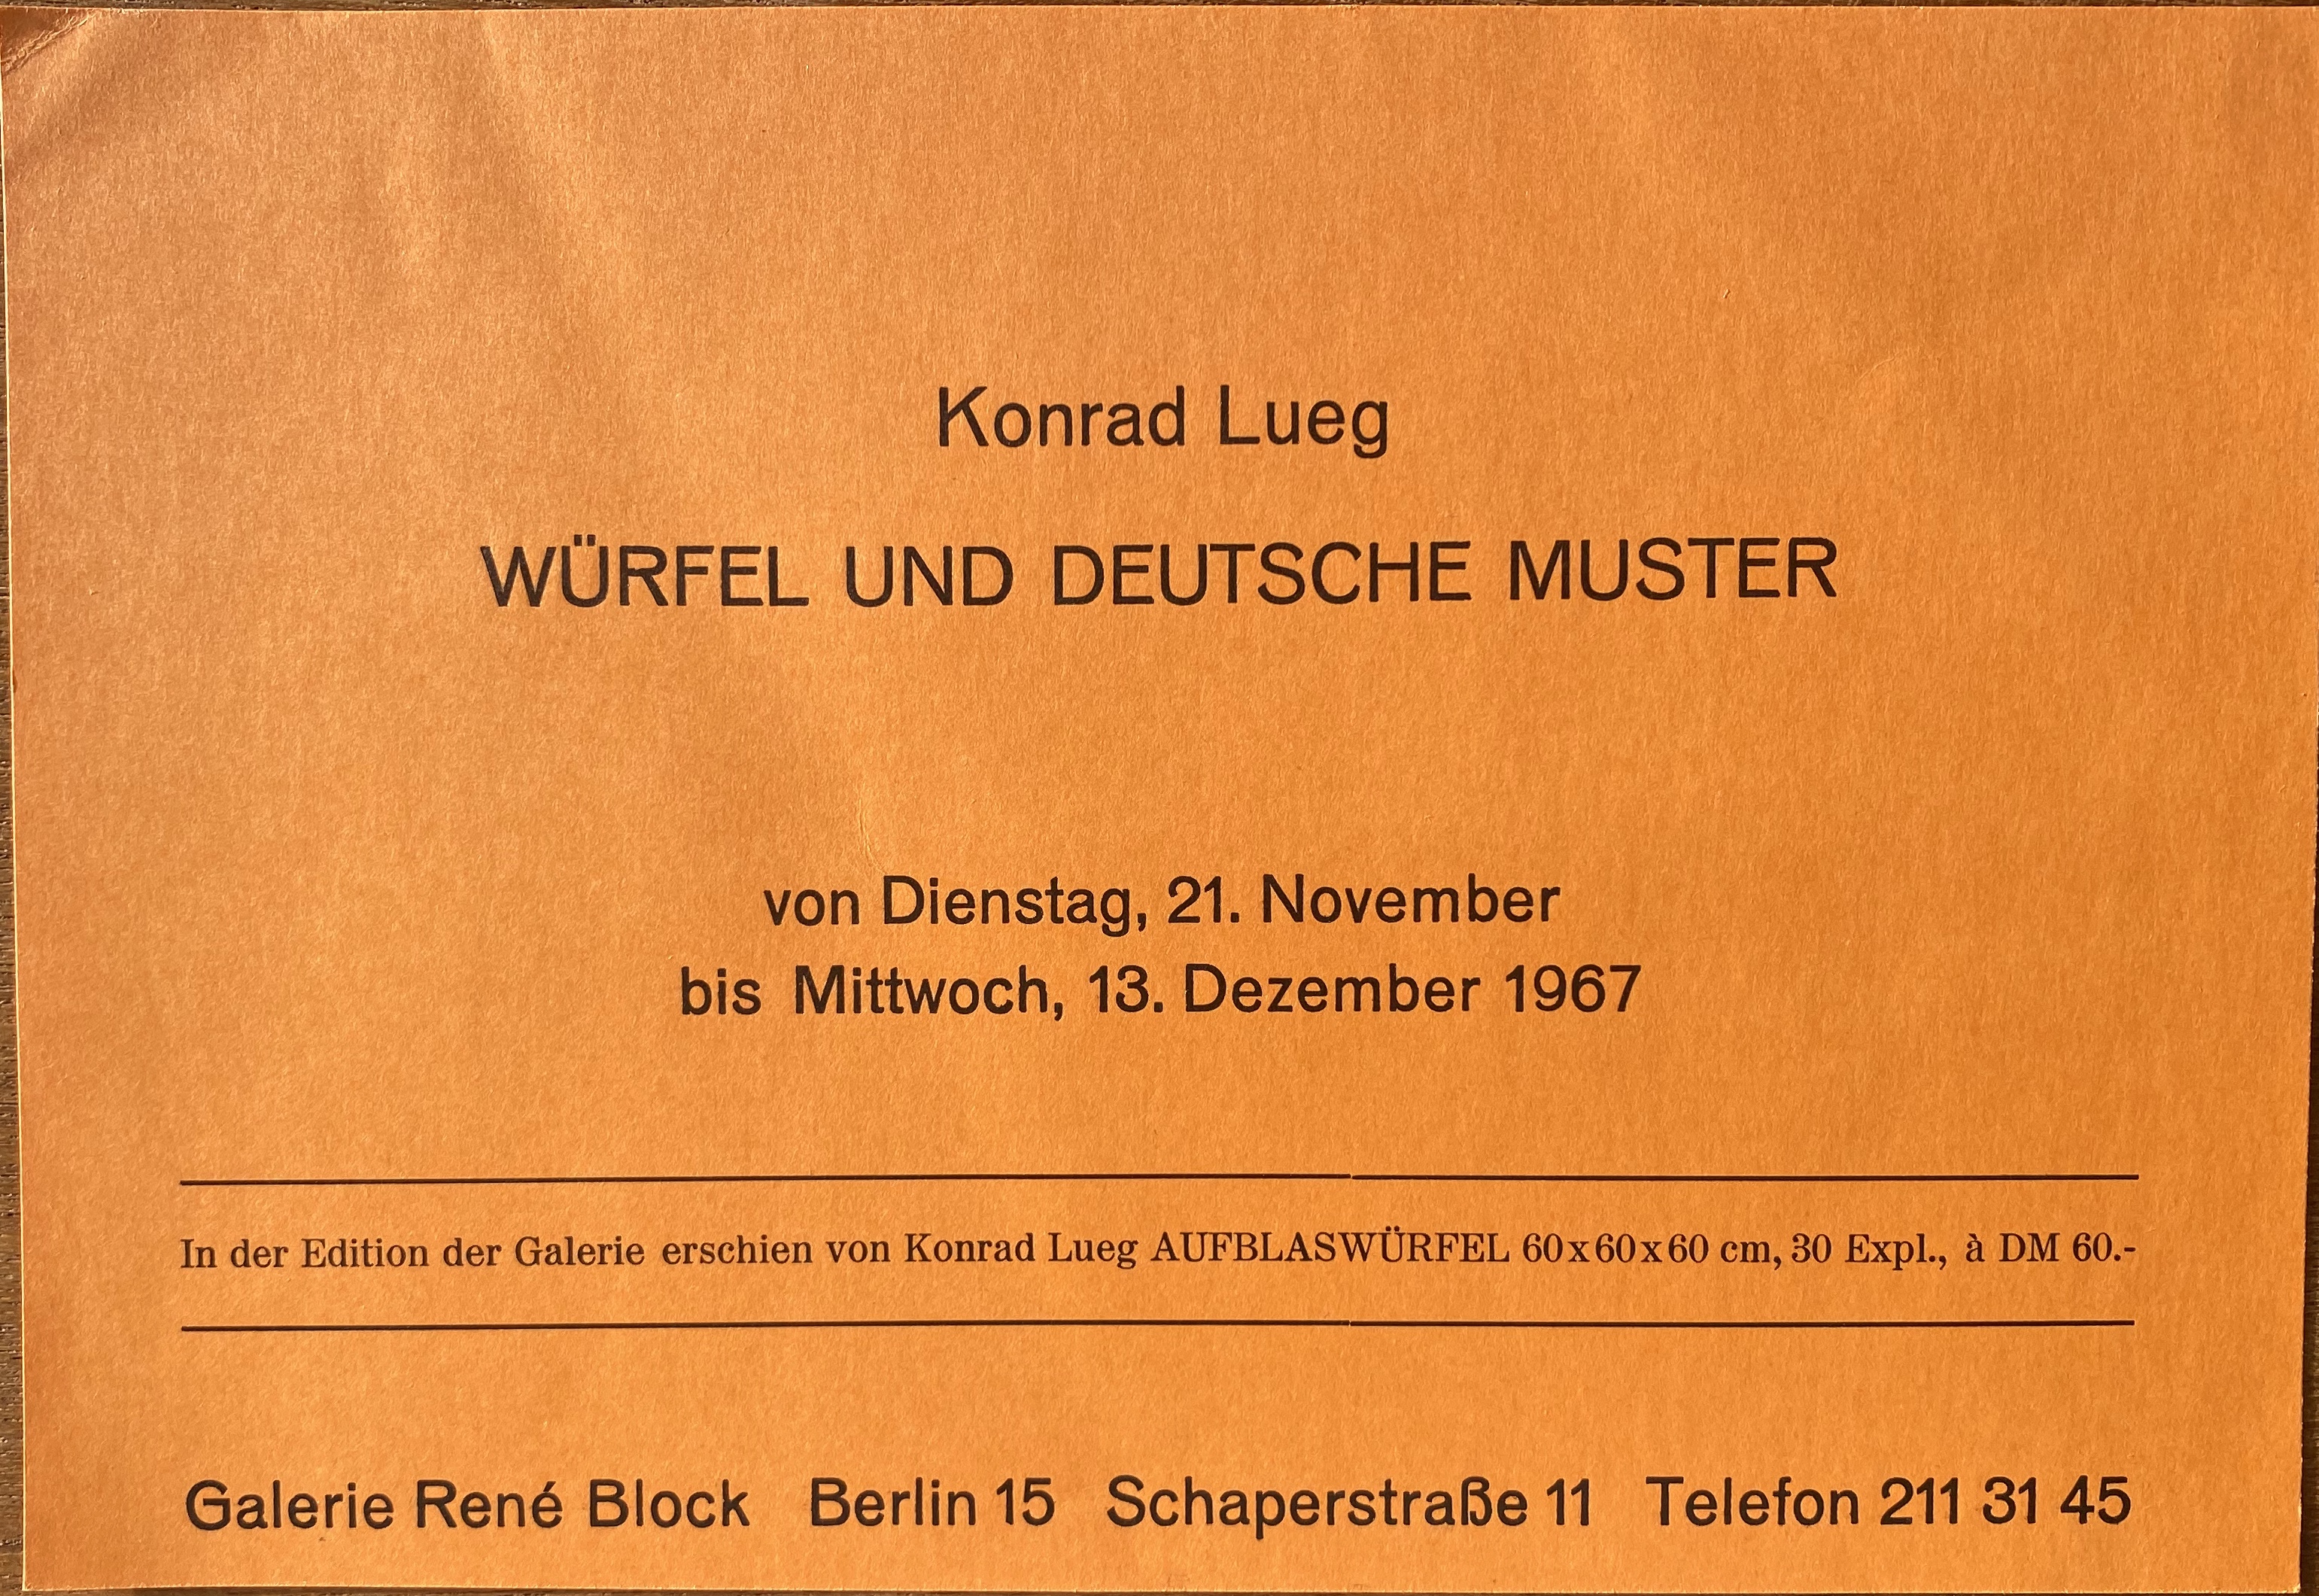 Konrad Lueg
WÜRFEL UND DEUTSCHE MUSTER
von Dienstag, 21. November
bis Mittwoch, 13. Dezember 1967
In der Edition der Galerie erschien von Konrad Lueg AUFBLASWÜRFEL 60x60x60 cm, 30 Expl., à DM 60.-
Galerie René Block Berlin 15 Schaperstraße 11 Telefon 211 31 45